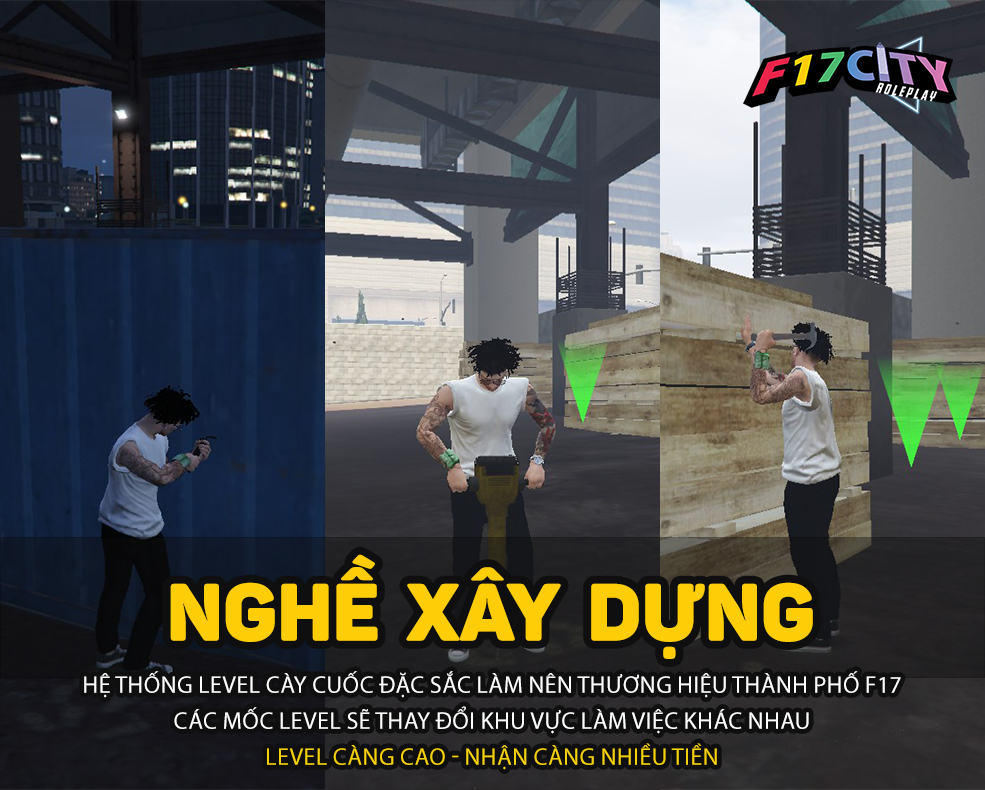 F17CITY
ROLEPLAY
NGHỀ XÂY DỰNG
HỆ THỐNG LEVEL CÀY CUỐC ĐẶC SẮC LÀM NÊN THƯƠNG HIỆU THÀNH PHỐ F17
CÁC MỐC LEVEL SẼ THAY ĐỔI KHU VỰC LÀM VIỆC KHÁC NHAU
LEVEL CÀNG CAO - NHẬN CÀNG NHIỀU TIỀN